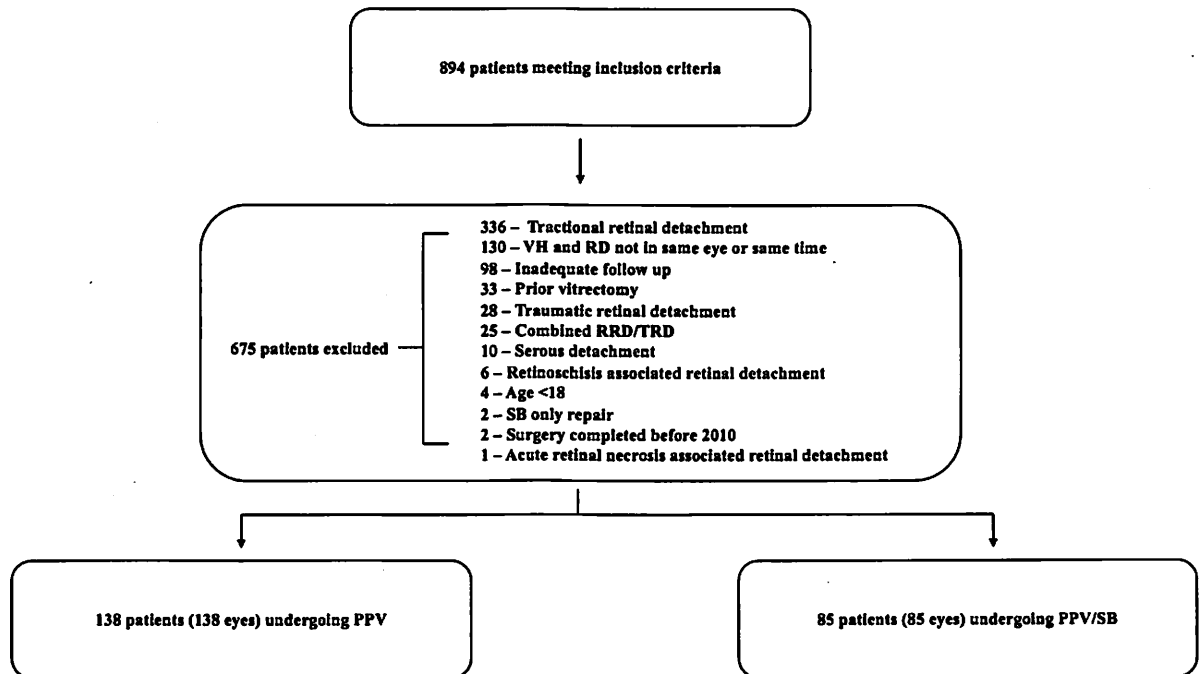 894 patients meeting inclusion criteria
336 – Tractional retinal detachment
130 – VH and RD not in same eye or same time
98 – Inadequate follow up
33 – Prior vitrectomy
28 – Traumatic retinal detachment
25 – Combined RRD/TRD
675 patients excluded
10 – Serous detachment
6 – Retinoschisis associated retinal detachment
4 – Age <18
2 – SB only repair
2 – Surgery completed before 2010
1 – Acute retinal necrosis associated retinal detachment
138 patients (138 eyes) undergoing PPV
85 patients (85 eyes) undergoing PPV/SB